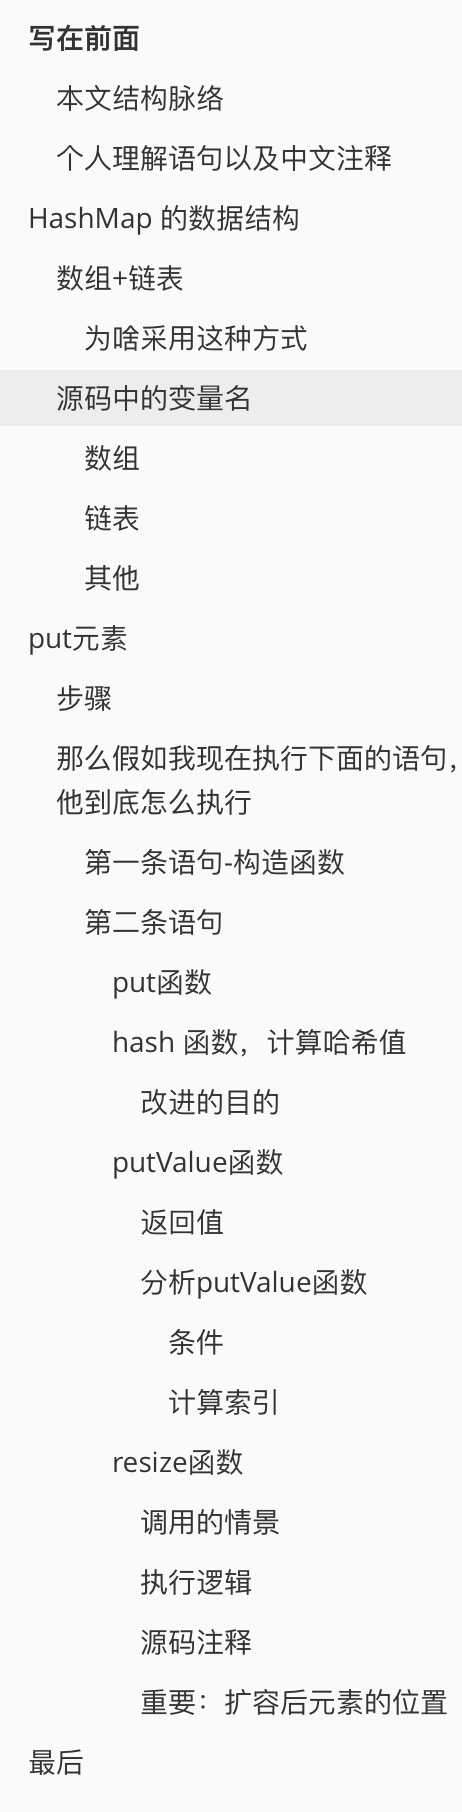 写在前面
本文结构脉络
个人理解语句以及中文注释
HashMap 的数据结构
数组+链表
为啥采用这种方式
源码中的变量名
数组
链表
其他
put元素
步骤
那么假如我现在执行下面的语句，
他到底怎么执行
第一条语句-构造函数
第二条语句
put函数
hash 函数，计算哈希值
改进的目的
putValue函数
返回值
分析putValue函数
条件
计算索引
resize函数
调用的情景
执行逻辑
源码注释
重要：扩容后元素的位置
最后